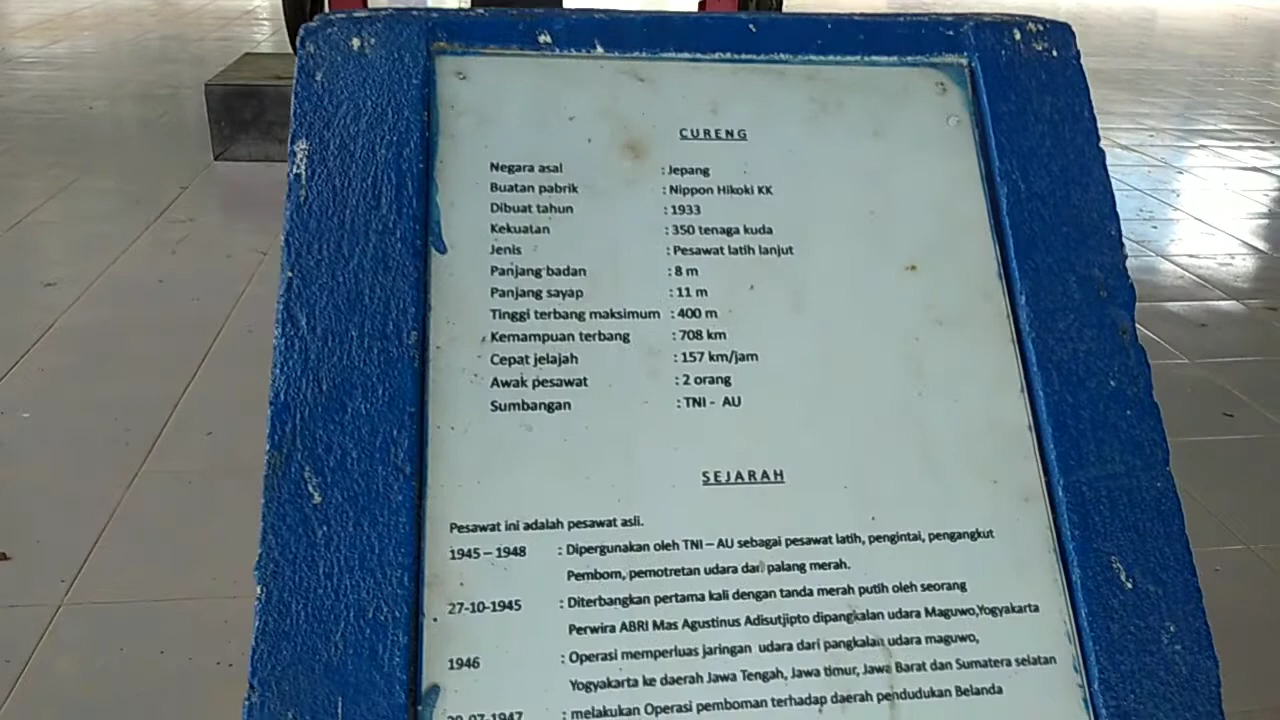 CURENG
Negara asal : Jepang
Buatan pabrik : Nippon Hikoki KK
Dibuat tahun : 1933
Kekuatan : 350 tenaga kuda
Jenis : Pesawat latih lanjut
Panjang badan : 8 m
Panjang sayap : 11 m
Tinggi terbang maksimum : 400 m
Kemampuan terbang : 708 km
Cepat jelajah : 157 km/jam
Awak pesawat : 2 orang
Sumbangan : TNI - AU
SEJARAH
Pesawat ini adalah pesawat asli.
1945 – 1948 : Dipergunakan oleh TNI – AU sebagai pesawat latih, pengintai, pengangkut
Pembom, pemotretan udara dan palang merah.
27-10-1945 : Diterbangkan pertama kali dengan tanda merah putih oleh seorang
Perwira ABRI Mas Agustinus Adisutjipto dipangkalan udara Maguwo,Yogyakarta
1946 : Operasi memperluas jaringan udara dari pangkalan udara maguwo,
Yogyakarta ke daerah Jawa Tengah, Jawa timur, Jawa Barat dan Sumatera selatan
: melakukan Operasi pemboman terhadap daerah pendudukan Belanda